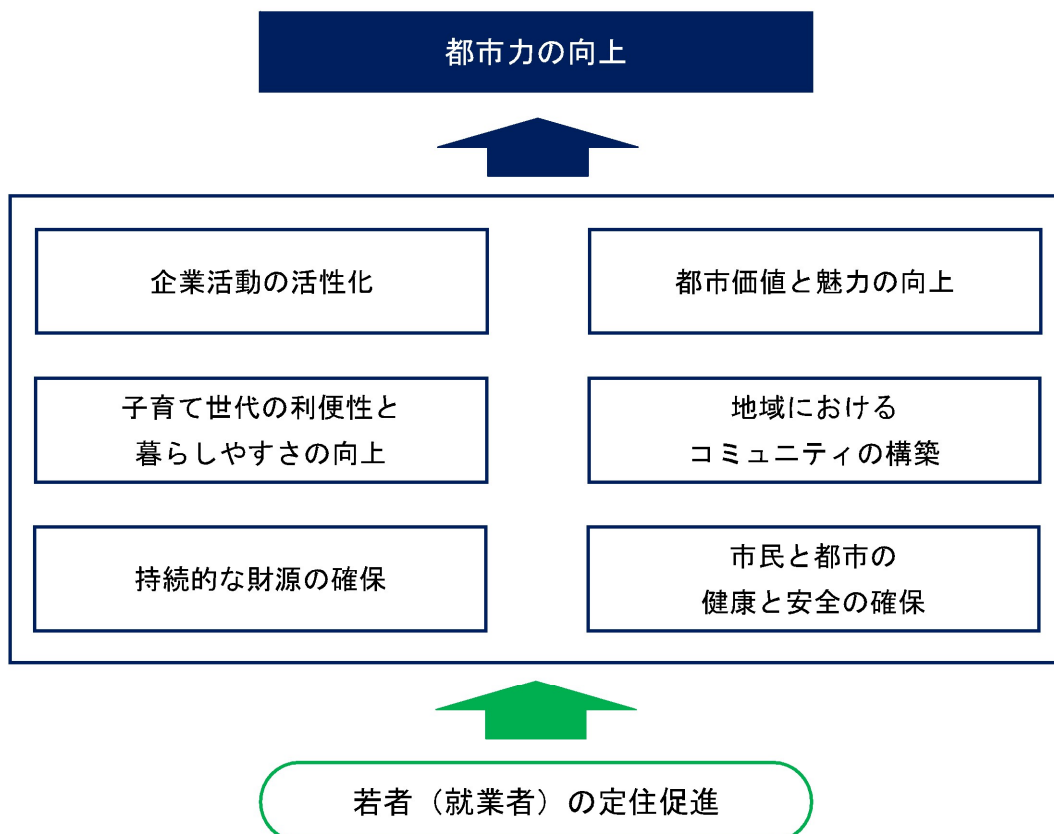 都市力の向上
企業活動の活性化
都市価値と魅力の向上
子育て世代の利便性と
暮らしやすさの向上
地域における
コミュニティの構築
持続的な財源の確保
市民と都市の
健康と安全の確保
若者（就業者）の定住促進